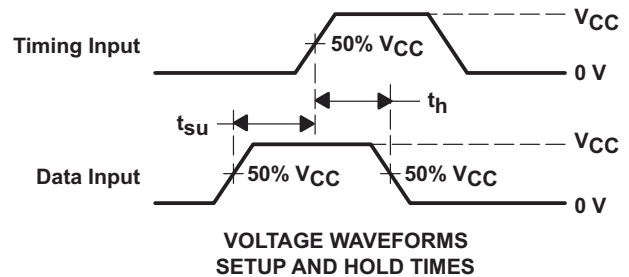 VCC
Timing Input
50% VCC
0 V
th
tsu
VCC
Data Input
50% VCC
50% VCC
0 V
VOLTAGE WAVEFORMS
SETUP AND HOLD TIMES